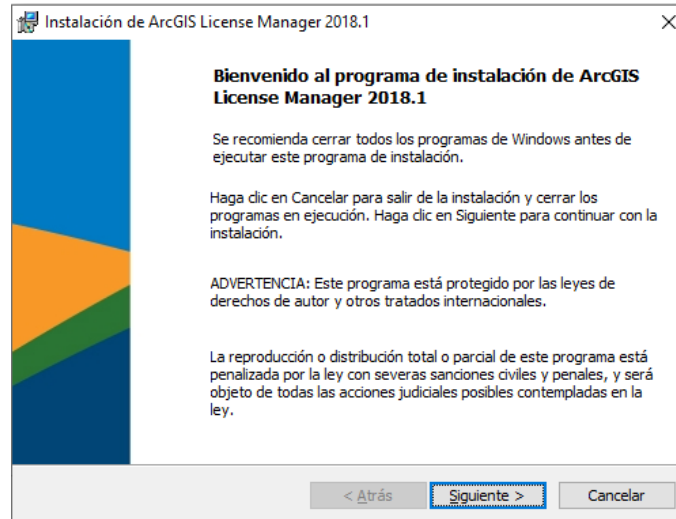 Instalación de ArcGIS License Manager 2018.1
Bienvenido al programa de instalación de ArcGIS
License Manager 2018.1
Se recomienda cerrar todos los programas de Windows antes de
ejecutar este programa de instalación.
Haga clic en Cancelar para salir de la instalación y cerrar los
programas en ejecución. Haga clic en Siguiente para continuar con la
instalación.
ADVERTENCIA: Este programa está protegido por las leyes de
derechos de autor y otros tratados internacionales.
La reproducción o distribución total o parcial de este programa está
penalizada por la ley con severas sanciones civiles y penales, y será
objeto de todas las acciones judiciales posibles contempladas en la
ley.
< Atrás Siguiente > Cancelar